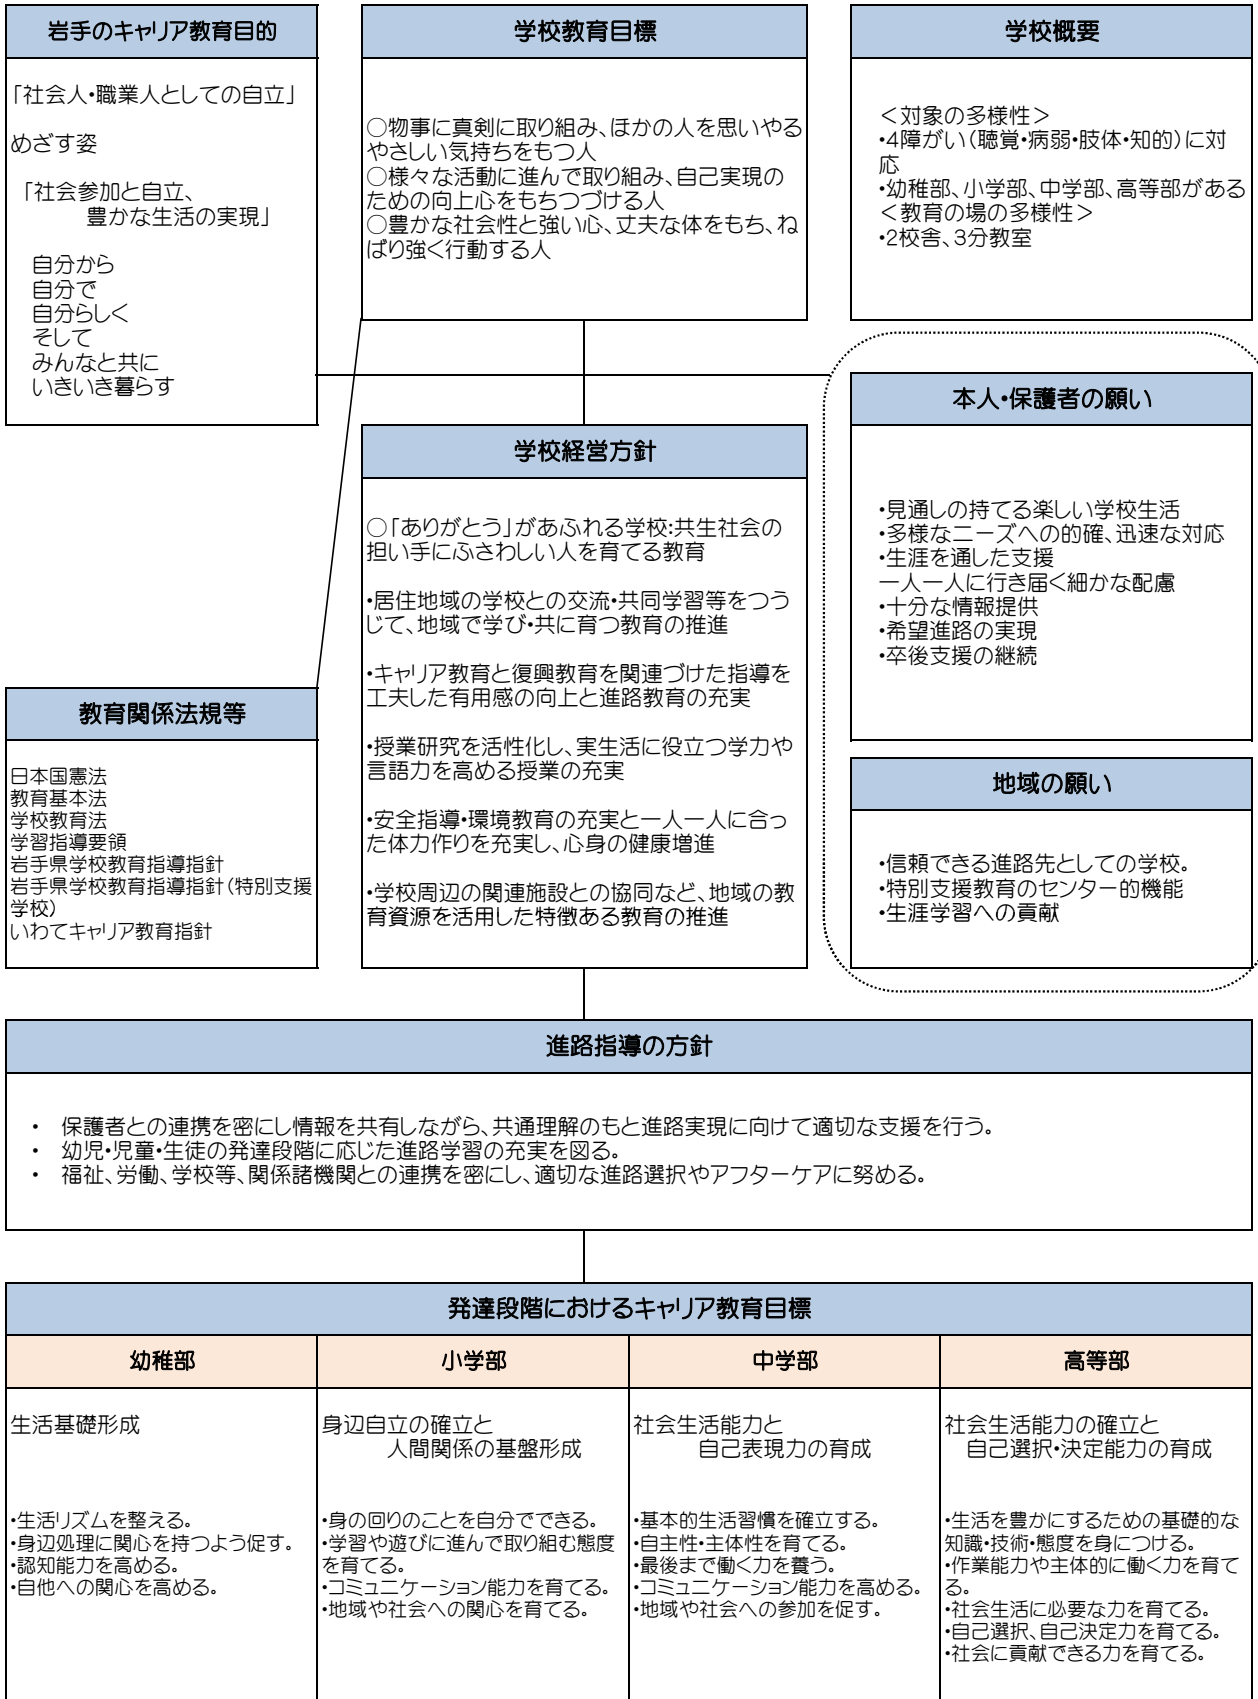 岩手のキャリア教育目的
「社会人・職業人としての自立」
めざす姿
「社会参加と自立、
豊かな生活の実現」
自分から
自分で
自分らしく
そして
みんなと共に
いきいき暮らす
学校教育目標
○物事に真剣に取り組み、ほかの人を思いやる
やさしい気持ちをもつ人
○様々な活動に進んで取り組み、自己実現の
ための向上心をもちつづける人
○豊かな社会性と強い心、丈夫な体をもち、ね
ばり強く行動する人
学校概要
＜対象の多様性＞
・4障がい（聴覚・病弱・肢体・知的）に対
応
・幼稚部、小学部、中学部、高等部がある
＜教育の場の多様性＞
・2校舎、3分教室
本人・保護者の願い
・見通しの持てる楽しい学校生活
・多様なニーズへの的確、迅速な対応
・生涯を通した支援
一人一人に行き届く細かな配慮
・十分な情報提供
・希望進路の実現
・卒後支援の継続
学校経営方針
○「ありがとう」があふれる学校:共生社会の
担い手にふさわしい人を育てる教育
・居住地域の学校との交流・共同学習等をつう
じて、地域で学び・共に育つ教育の推進
・キャリア教育と復興教育を関連づけた指導を
工夫した有用感の向上と進路教育の充実
・授業研究を活性化し、実生活に役立つ学力や
言語力を高める授業の充実
・安全指導・環境教育の充実と一人一人に合っ
た体力作りを充実し、心身の健康増進
・学校周辺の関連施設との協同など、地域の教
育資源を活用した特徴ある教育の推進
教育関係法規等
日本国憲法
教育基本法
学校教育法
学習指導要領
岩手県学校教育指導指針
岩手県学校教育指導指針（特別支援
学校）
いわてキャリア教育指針
地域の願い
・信頼できる進路先としての学校。
・特別支援教育のセンター的機能
・生涯学習への貢献
進路指導の方針
・ 保護者との連携を密にし情報を共有しながら、共通理解のもと進路実現に向けて適切な支援を行う。
・ 幼児・児童・生徒の発達段階に応じた進路学習の充実を図る。
・ 福祉、労働、学校等、関係諸機関との連携を密にし、適切な進路選択やアフターケアに努める。
発達段階におけるキャリア教育目標
幼稚部
生活基礎形成
・生活リズムを整える。
・身辺処理に関心を持つよう促す。
・認知能力を高める。
・自他への関心を高める。
小学部
身辺自立の確立と
人間関係の基盤形成
・身の回りのことを自分でできる。
・学習や遊びに進んで取り組む態度
を育てる。
・コミュニケーション能力を育てる。
・地域や社会への関心を育てる。
中学部
社会生活能力と
自己表現力の育成
・基本的生活習慣を確立する。
・自主性・主体性を育てる。
・最後まで働く力を養う。
・コミュニケーション能力を高める。
・地域や社会への参加を促す。
高等部
社会生活能力の確立と
自己選択・決定能力の育成
・生活を豊かにするための基礎的な
知識・技術・態度を身につける。
・作業能力や主体的に働く力を育て
る。
・社会生活に必要な力を育てる。
・自己選択、自己決定力を育てる。
・社会に貢献できる力を育てる。